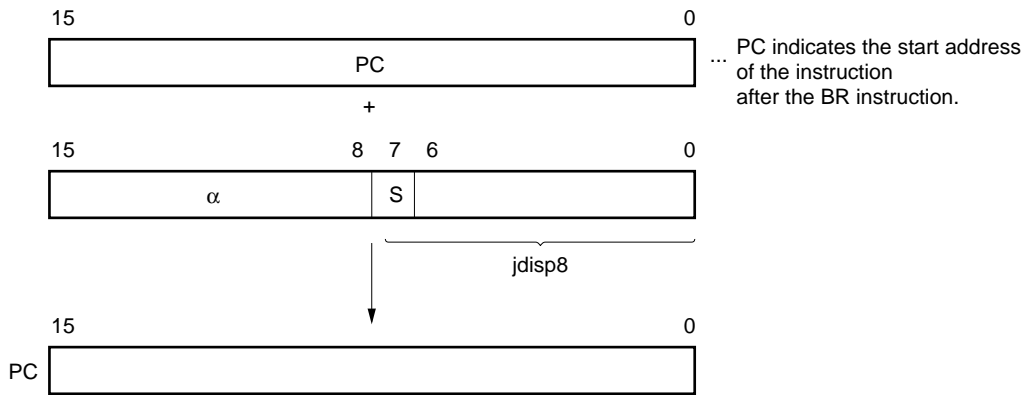 15 0
PC
... PC indicates the start address
of the instruction
after the BR instruction.
+
15 8 7 6 0
α S
jdisp8
15 0
PC